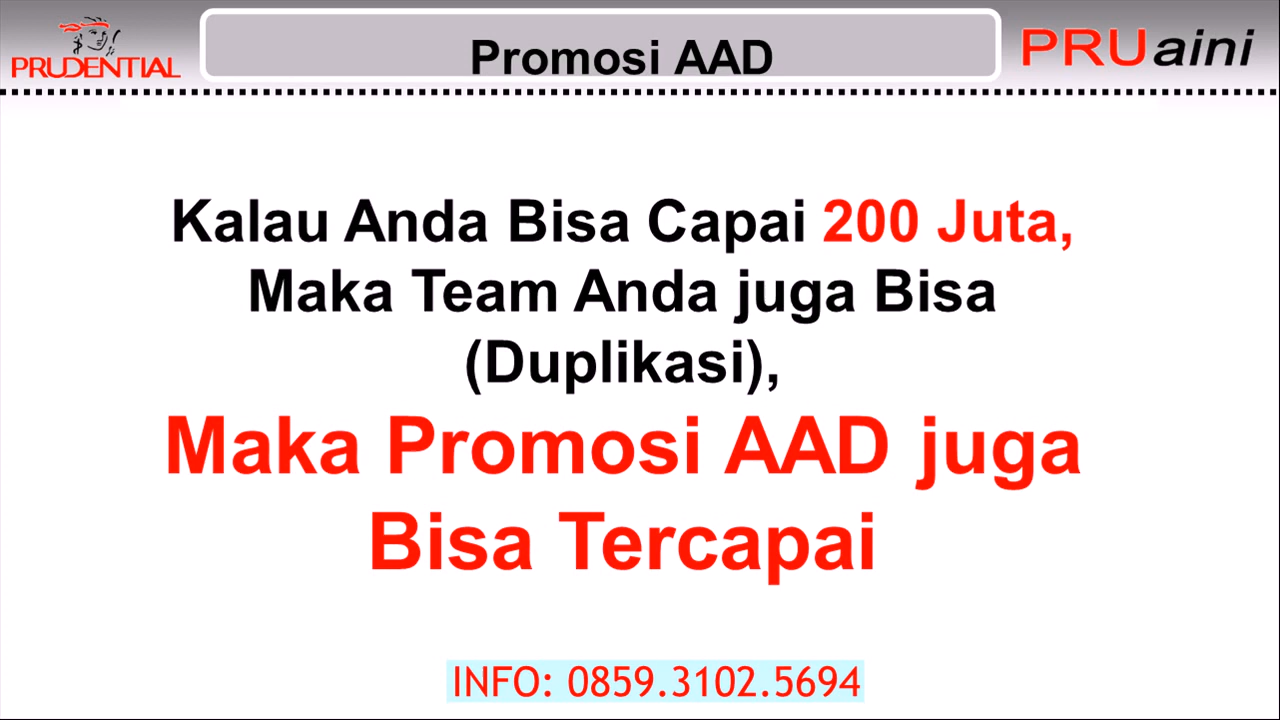 PRUDENTIAL
Promosi AAD
PRUaini
Kalau Anda Bisa Capai 200 Juta,
Maka Team Anda juga Bisa
(Duplikasi),
Maka Promosi AAD juga
Bisa Tercapai
INFO: 0859.3102.5694